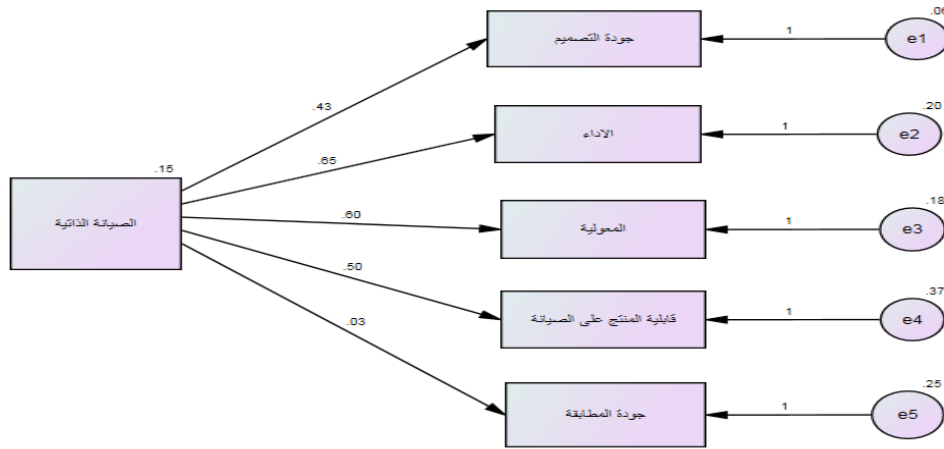 .06
جودة التصميم
1
e1
.43
.20
الاداء
1
e2
.15
.65
الصيانة الذاتية
.18
.60
المعولية
1
e3
.50
.37
قابلية المنتج على الصيانة
1
e4
.03
.25
جودة المطابقة
1
e5